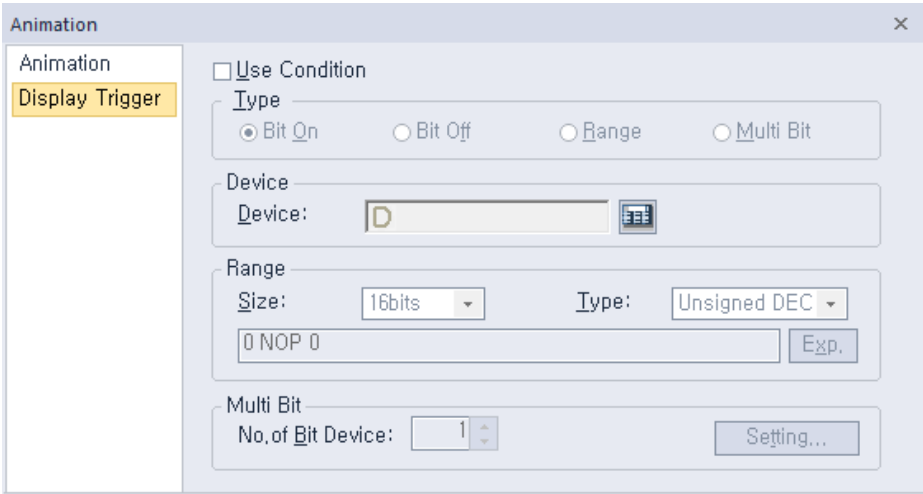 Animation
Animation
Display Trigger
Use Condition
Type
Bit On Bit Off Range Multi Bit
Device
Device: D
Range
Size: 16bits Type: Unsigned DEC
0 NOP 0 Exp.
Multi Bit
No.of Bit Device: 1 Setting...